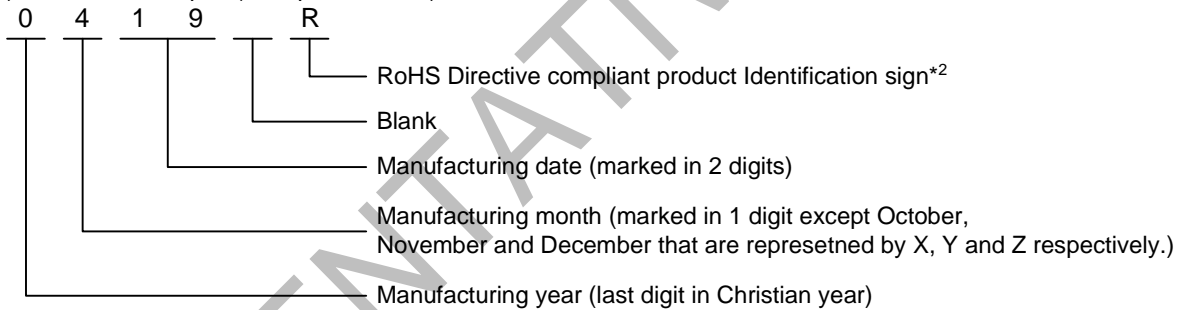 0 4 1 9 R
RoHS Directive compliant product Identification sign*2
Blank
Manufacturing date (marked in 2 digits)
Manufacturing month (marked in 1 digit except October,
November and December that are represetned by X, Y and Z respectively.)
Manufacturing year (last digit in Christian year)